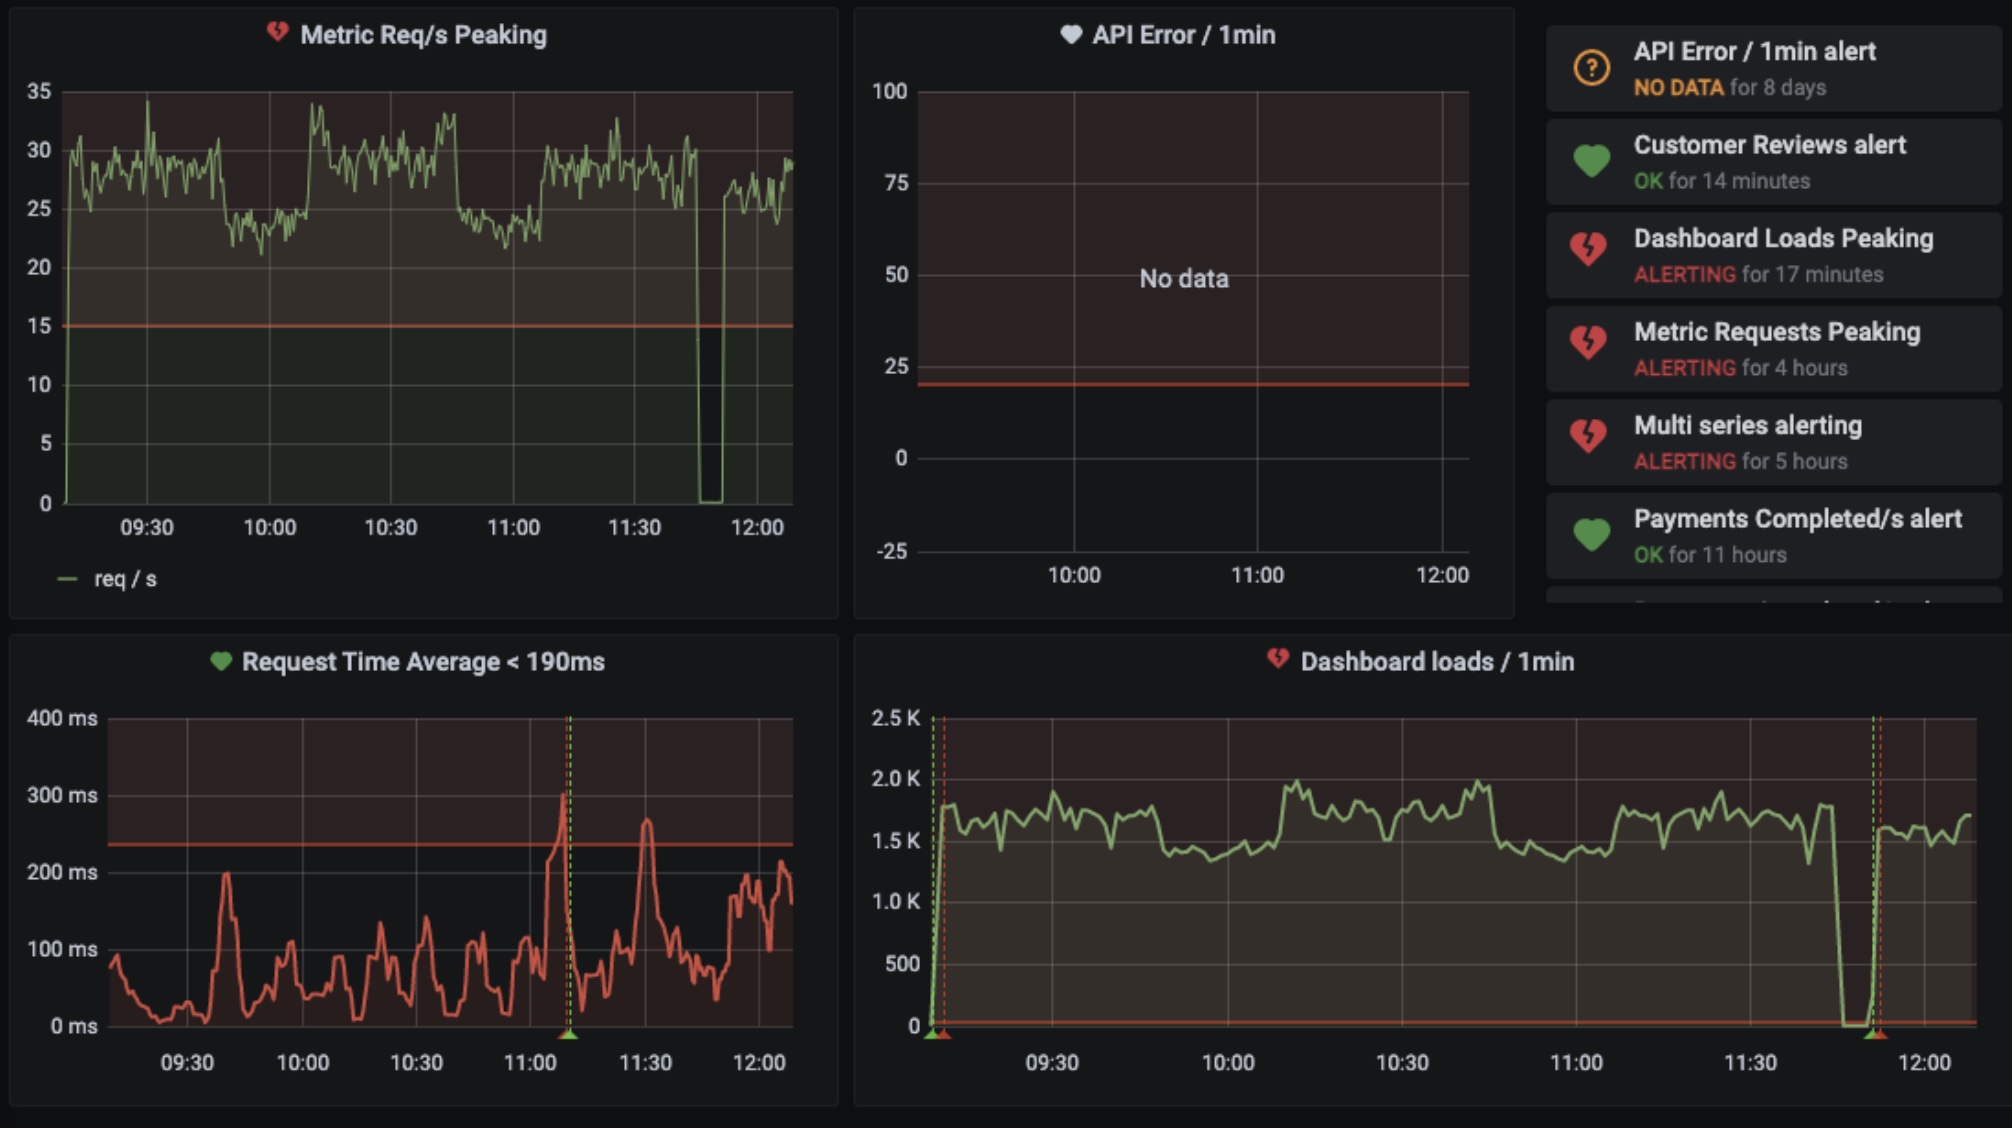 Metric Req/s Peaking
35
30
25
20
15
10
5
0
09:30 10:00 10:30 11:00 11:30 12:00
req / s
API Error / 1min
100
75
50
25
0
-25
No data
10:00 11:00 12:00
API Error / 1min alert
NO DATA for 8 days
Customer Reviews alert
OK for 14 minutes
Dashboard Loads Peaking
ALERTING for 17 minutes
Metric Requests Peaking
ALERTING for 4 hours
Multi series alerting
ALERTING for 5 hours
Payments Completed/s alert
OK for 11 hours
Request Time Average < 190ms
400 ms
300 ms
200 ms
100 ms
0 ms
09:30 10:00 10:30 11:00 11:30 12:00
Dashboard loads / 1min
2.5 K
2.0 K
1.5 K
1.0 K
500
0
09:30 10:00 10:30 11:00 11:30 12:00